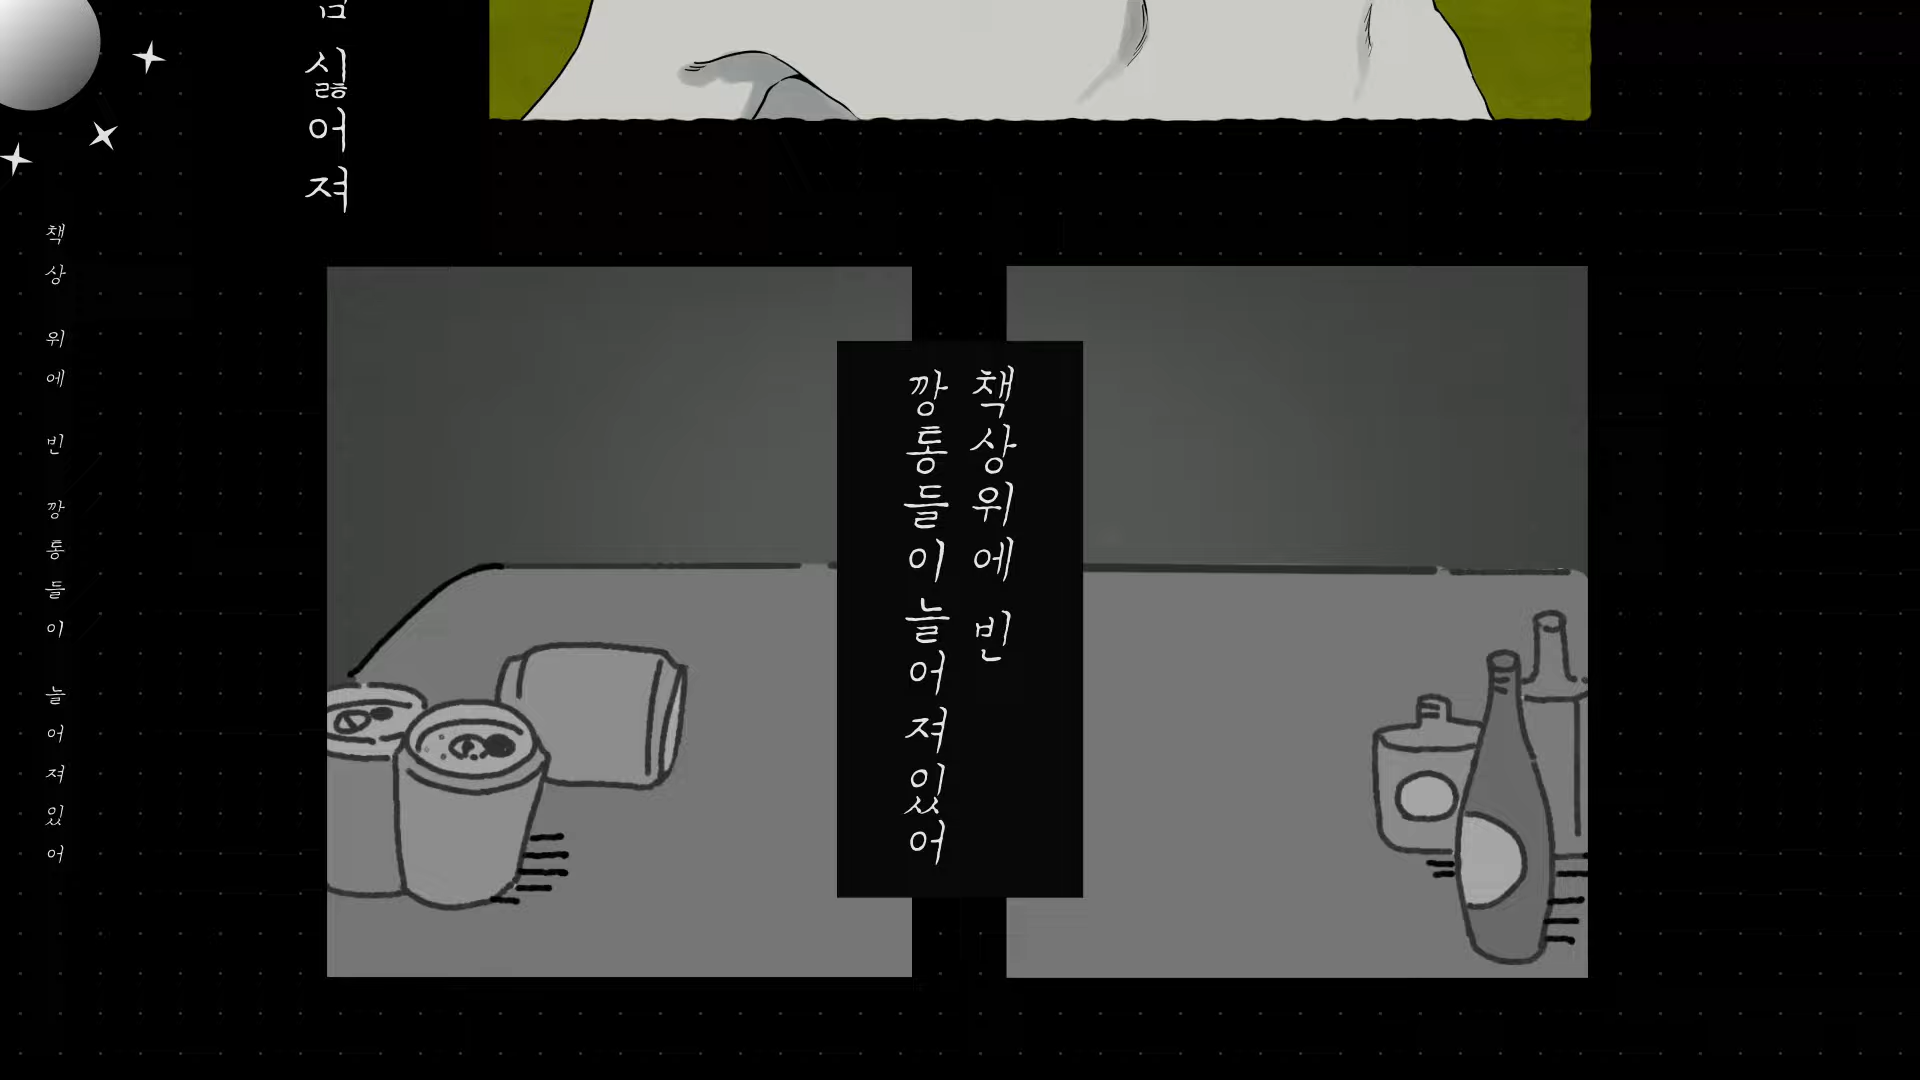 싫어져
책상 위에 빈 깡통들이 늘어져있어
책상위에 빈
깡통들이 늘어져있어